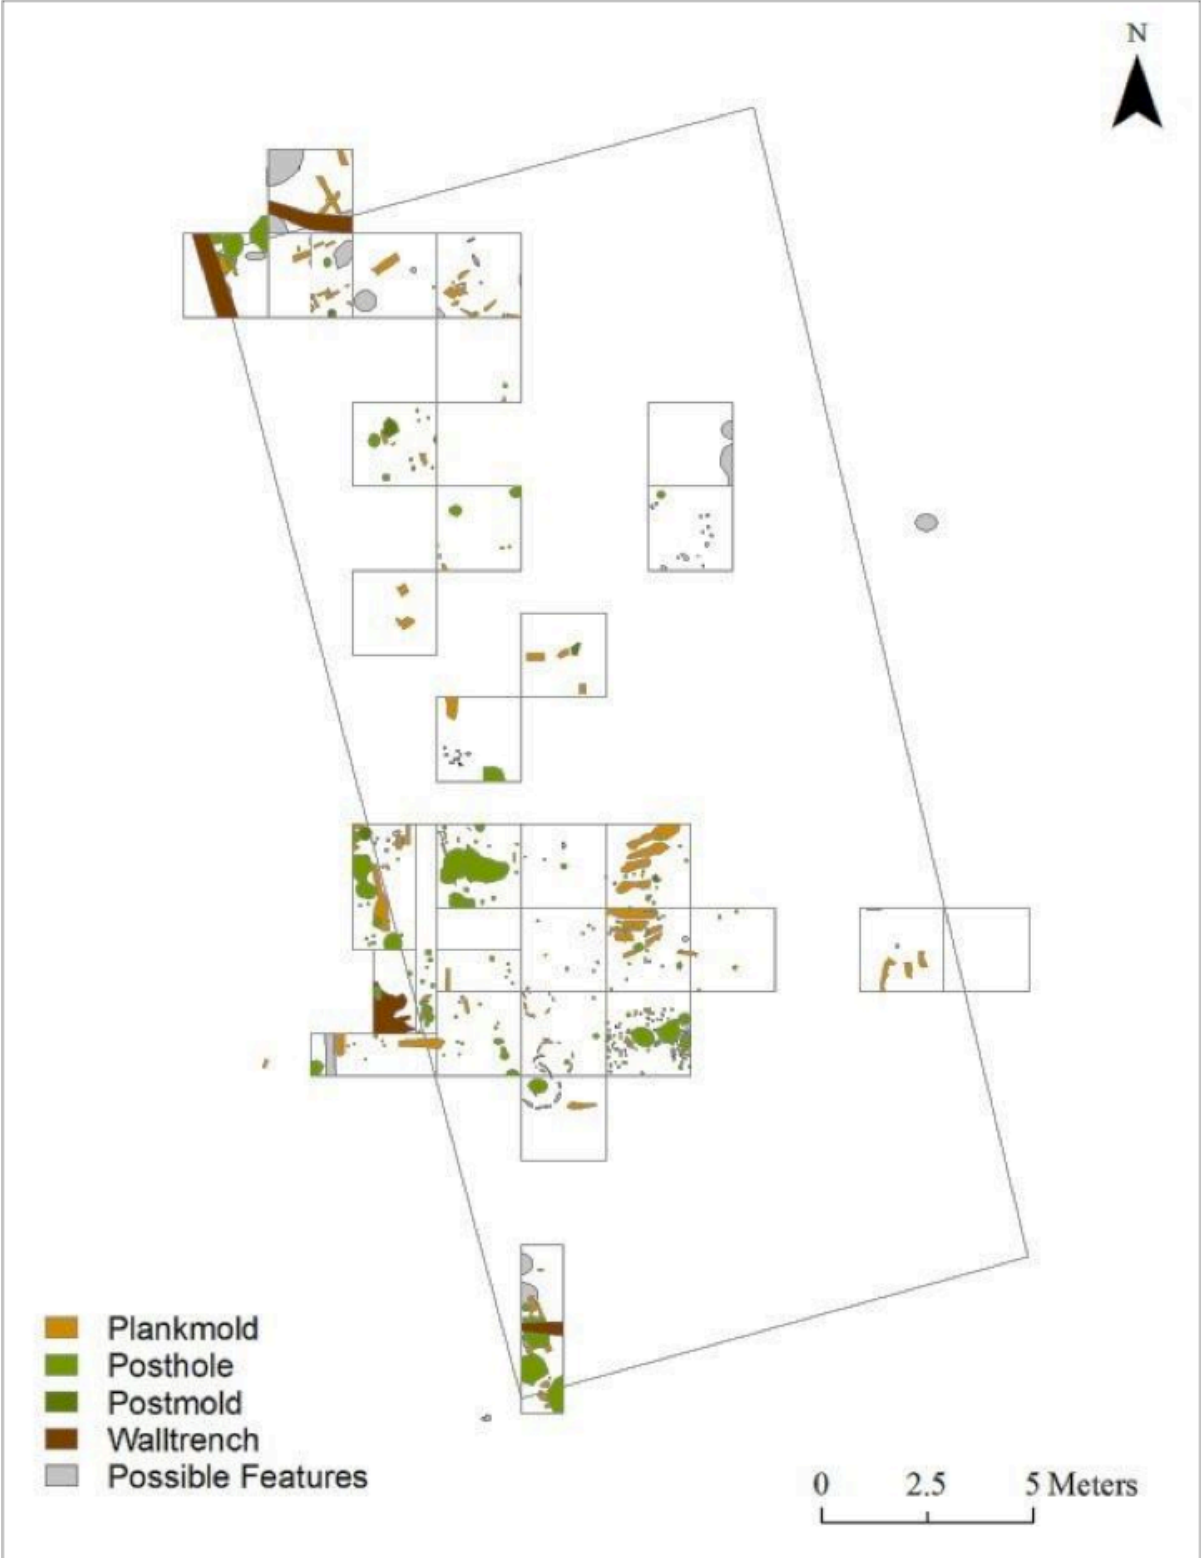 N
Plankmold
Posthole
Postmold
Walltrench
Possible Features
0 2.5 5 Meters